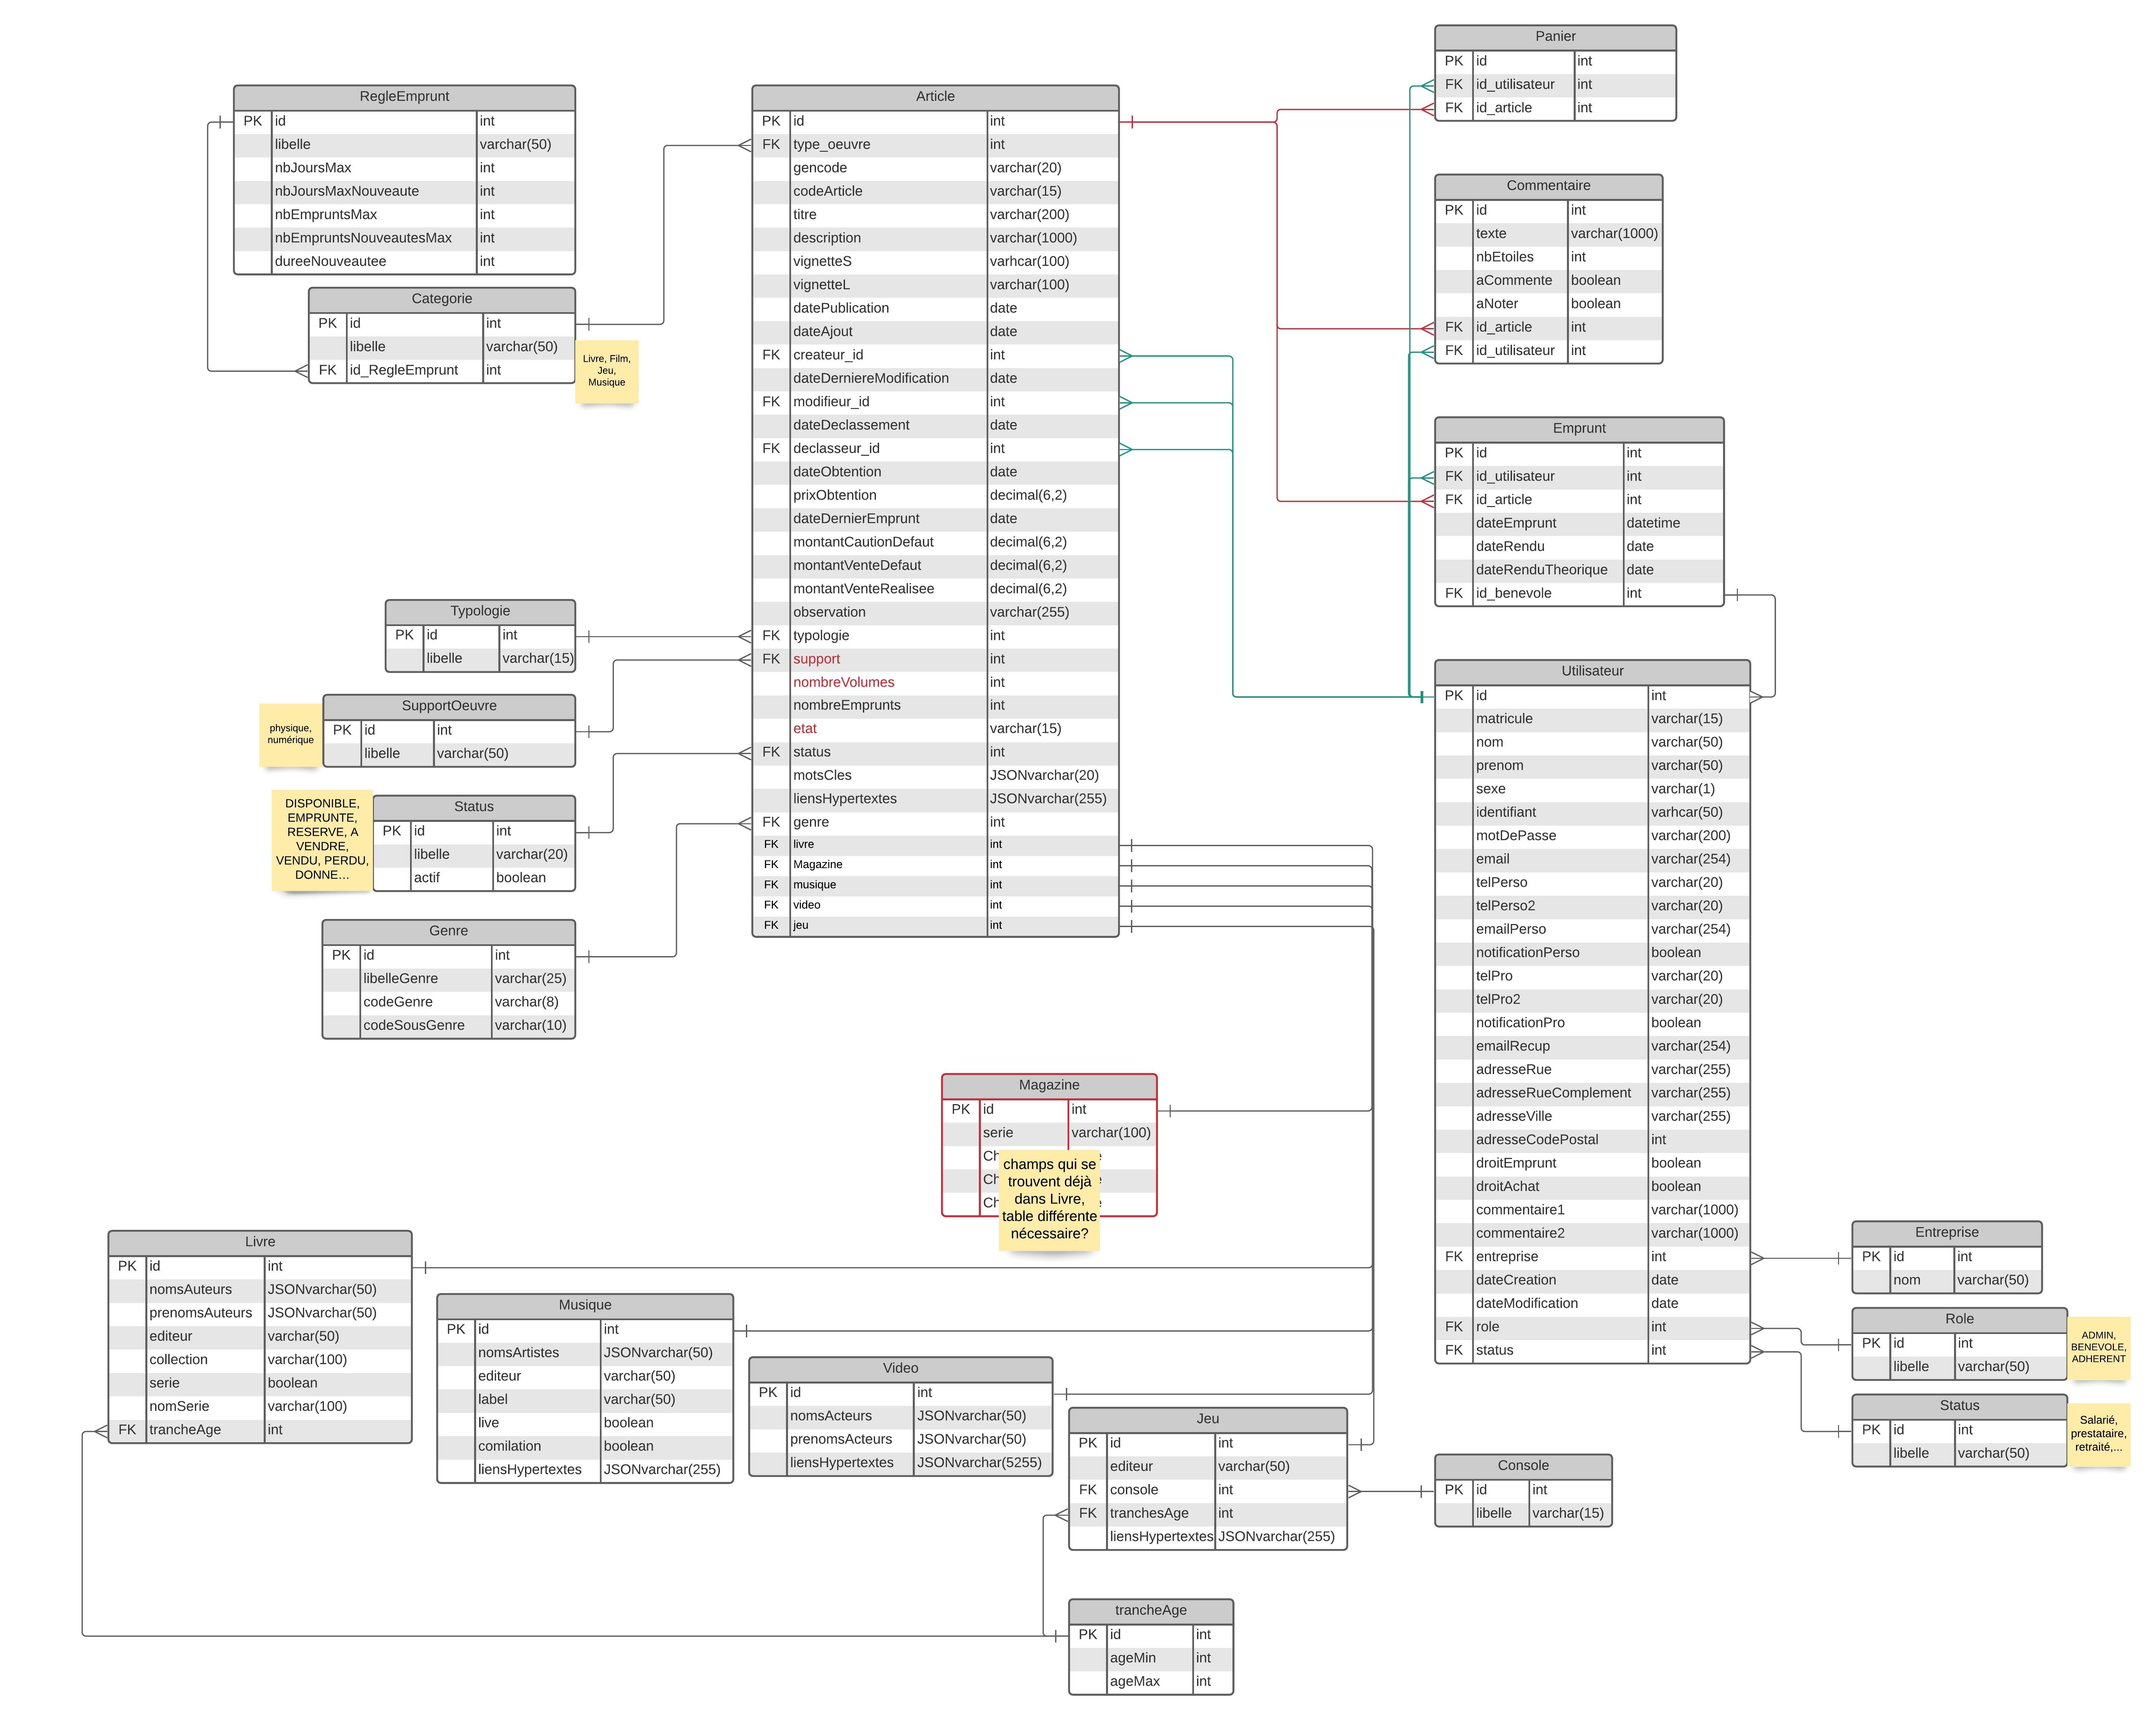 Panier
PK id int
FK id_utilisateur int
FK id_article int
RegleEmprunt
PK id int
libelle varchar(50)
nbJoursMax int
nbJoursMaxNouveaute int
nbEmpruntsMax int
nbEmpruntsNouveautesMax int
dureeNouveautee int
Categorie
PK id int
libelle varchar(50)
FK id_RegleEmprunt int
Livre, Film,
Jeu,
Musique
Article
PK id int
FK type_oeuvre int
gencode varchar(20)
codeArticle varchar(15)
titre varchar(200)
description varchar(1000)
vignetteS varhcar(100)
vignetteL varchar(100)
datePublication date
dateAjout date
FK createur_id int
dateDerniereModification date
FK modifieur_id int
dateDeclassement date
FK declasseur_id int
dateObtention date
prixObtention decimal(6,2)
dateDernierEmprunt date
montantCautionDefaut decimal(6,2)
montantVenteDefaut decimal(6,2)
montantVenteRealisee decimal(6,2)
observation varchar(255)
FK typologie int
FK support int
nombreVolumes int
nombreEmprunts int
etat varchar(15)
FK status int
motsCles JSONvarchar(20)
liensHypertextes JSONvarchar(255)
FK genre int
FK livre int
FK Magazine int
FK musique int
FK video int
FK jeu int
Commentaire
PK id int
texte varchar(1000)
nbEtoiles int
aCommente boolean
aNoter boolean
FK id_article int
FK id_utilisateur int
Emprunt
PK id int
FK id_utilisateur int
FK id_article int
dateEmprunt datetime
dateRendu date
dateRenduTheorique date
FK id_benevole int
Typologie
PK id int
libelle varchar(15)
SupportOeuvre
PK id int
libelle varchar(50)
physique,
numérique
Status
PK id int
libelle varchar(20)
actif boolean
DISPONIBLE,
EMPRUNTE,
RESERVE, A
VENDRE,
VENDU, PERDU,
DONNE...
Genre
PK id int
libelleGenre varchar(25)
codeGenre varchar(8)
codeSousGenre varchar(10)
Utilisateur
PK id int
matricule varchar(15)
nom varchar(50)
prenom varchar(50)
sexe varchar(1)
identifiant varhcar(50)
motDePasse varchar(200)
email varchar(254)
telPerso varchar(20)
telPerso2 varchar(20)
emailPerso varchar(254)
notificationPerso boolean
telPro varchar(20)
telPro2 varchar(20)
notificationPro boolean
emailRecup varchar(254)
adresseRue varchar(255)
adresseRueComplement varchar(255)
adresseVille varchar(255)
adresseCodePostal int
droitEmprunt boolean
droitAchat boolean
commentaire1 varchar(1000)
commentaire2 varchar(1000)
FK entreprise int
dateCreation date
dateModification date
FK role int
FK status int
Magazine
PK id int
serie varchar(100)
Ch e
Ch e
Ch e
champs qui se
trouvent déjà
dans Livre,
table différente
nécessaire?
Livre
PK id int
nomsAuteurs JSONvarchar(50)
prenomsAuteurs JSONvarchar(50)
editeur varchar(50)
collection varchar(100)
serie boolean
nomSerie varchar(100)
FK trancheAge int
Musique
PK id int
nomsArtistes JSONvarchar(50)
editeur varchar(50)
label varchar(50)
live boolean
comilation boolean
liensHypertextes JSONvarchar(255)
Video
PK id int
nomsActeurs JSONvarchar(50)
prenomsActeurs JSONvarchar(50)
liensHypertextes JSONvarchar(5255)
Jeu
PK id int
editeur varchar(50)
FK console int
FK tranchesAge int
liensHypertextes JSONvarchar(255)
Entreprise
PK id int
nom varchar(50)
Role
PK id int
libelle varchar(50)
ADMIN,
BENEVOLE,
ADHERENT
Status
PK id int
libelle varchar(50)
Salarié,
prestataire,
retraité,...
Console
PK id int
libelle varchar(15)
trancheAge
PK id int
ageMin int
ageMax int